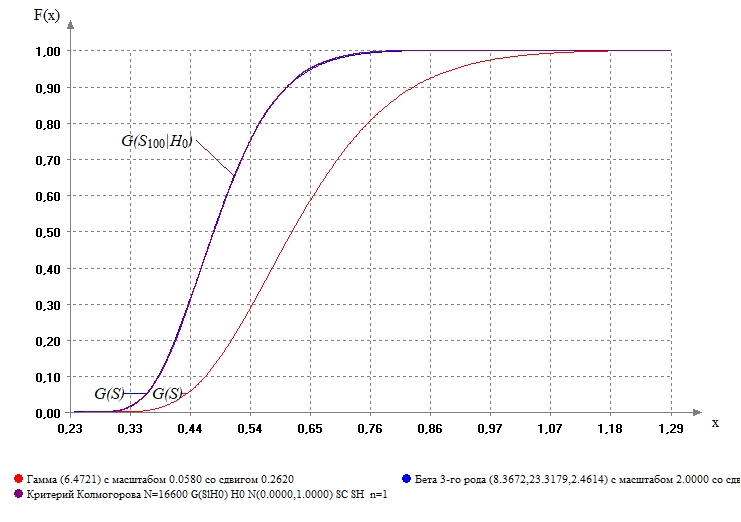 F(x)
1,00
0,90
0,80
G(S100|H0)
0,70
0,60
0,50
0,40
0,30
0,20
0,10
G(S) G(S)
0,00
0,23 0,33 0,44 0,54 0,65 0,76 0,86 0,97 1,07 1,18 1,29 x
Гамма (6.4721) с масштабом 0.0580 со сдвигом 0.2620 Бета 3-го рода (8.3672,23.3179,2.4614) с масштабом 2.0000 со сдв
Критерий Колмогорова N=16600 G(S|H0) H0 N(0.0000,1.0000) SC SH n=1